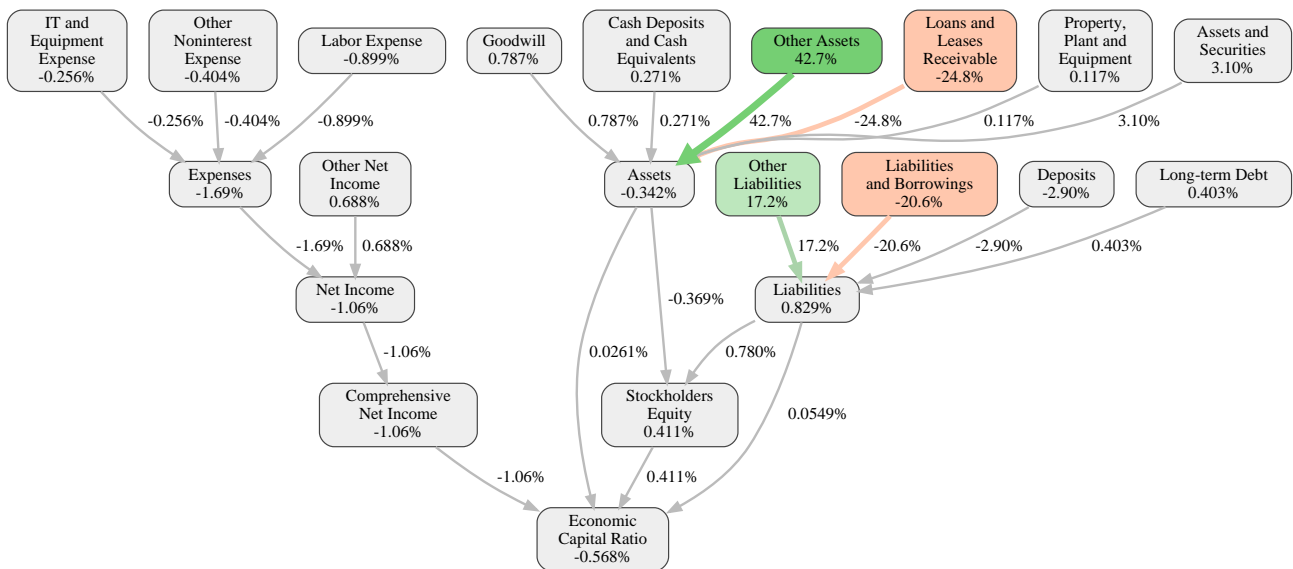 IT and
Equipment
Expense
-0.256%
Other
Noninterest
Expense
-0.404%
Labor Expense
-0.899%
Goodwill
0.787%
Cash Deposits
and Cash
Equivalents
0.271%
Other Assets
42.7%
Loans and
Leases
Receivable
-24.8%
Property,
Plant and
Equipment
0.117%
Assets and
Securities
3.10%
-0.256%
-0.404%
-0.899%
0.787%
0.271%
42.7%
-24.8%
0.117%
3.10%
Expenses
-1.69%
Other Net
Income
0.688%
Assets
-0.342%
Other
Liabilities
17.2%
Liabilities
and Borrowings
-20.6%
Deposits
-2.90%
Long-term Debt
0.403%
-1.69%
0.688%
17.2%
-20.6%
-2.90%
0.403%
Net Income
-1.06%
-0.369%
Liabilities
0.829%
-1.06%
0.0261%
0.780%
Comprehensive
Net Income
-1.06%
Stockholders
Equity
0.411%
0.0549%
-1.06%
0.411%
Economic
Capital Ratio
-0.568%